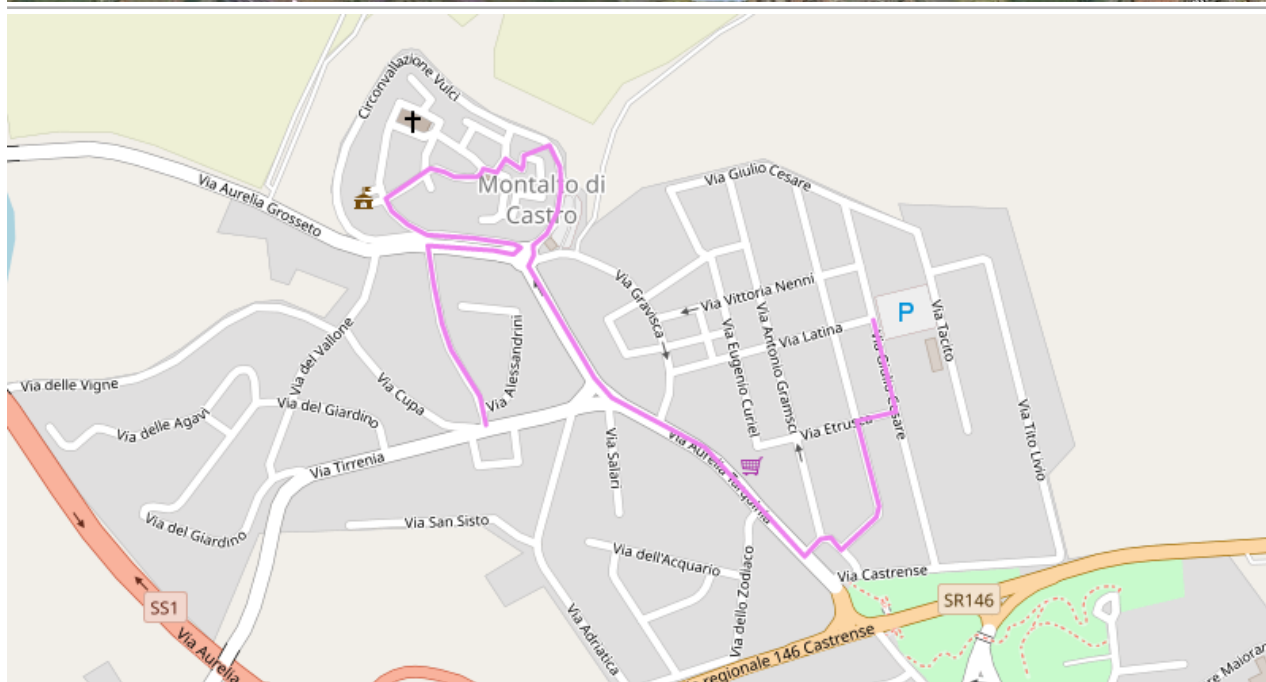 Circonvallazione Vulci
Via Aurelia Grosseto
Montalto di
Castro
Via Giulio Cesare
Via Gravisca
Via Vittoria Nenni
P
Via Latina
Via Tacito
Via Eugenio Curiel
Via Antonio Gramsci
Via Giulio Cesare
Via Etrusca
Via Tito Livio
Via del Vallone
Via Alessandrini
Via delle Vigne
Via Cupa
Via delle Agavi
Via del Giardino
Via Tirrenia
Via Salari
Via Aurelia Tarquinia
Via del Giardino
Via San Sisto
Via dell'Acquario
Via dello Zodiaco
Via Castrense
SS1
SR146
Via Aurelia
Via Adriatica
regionale 146 Castrense